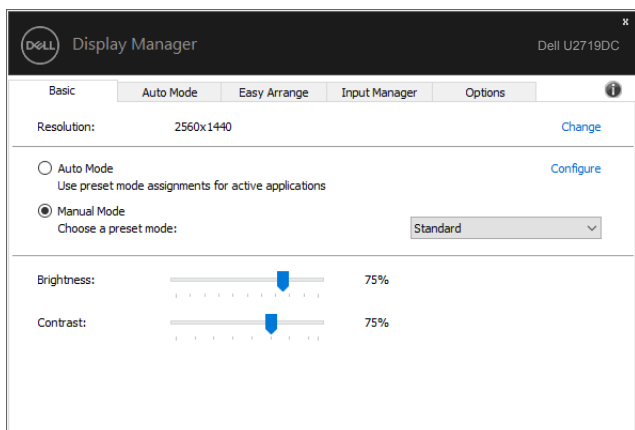 x
DELL Display Manager Dell U2719DC
Basic Auto Mode Easy Arrange Input Manager Options i
Resolution: 2560x1440 Change
Auto Mode Configure
Use preset mode assignments for active applications
Manual Mode
Choose a preset mode: Standard
Brightness: 75%
Contrast: 75%